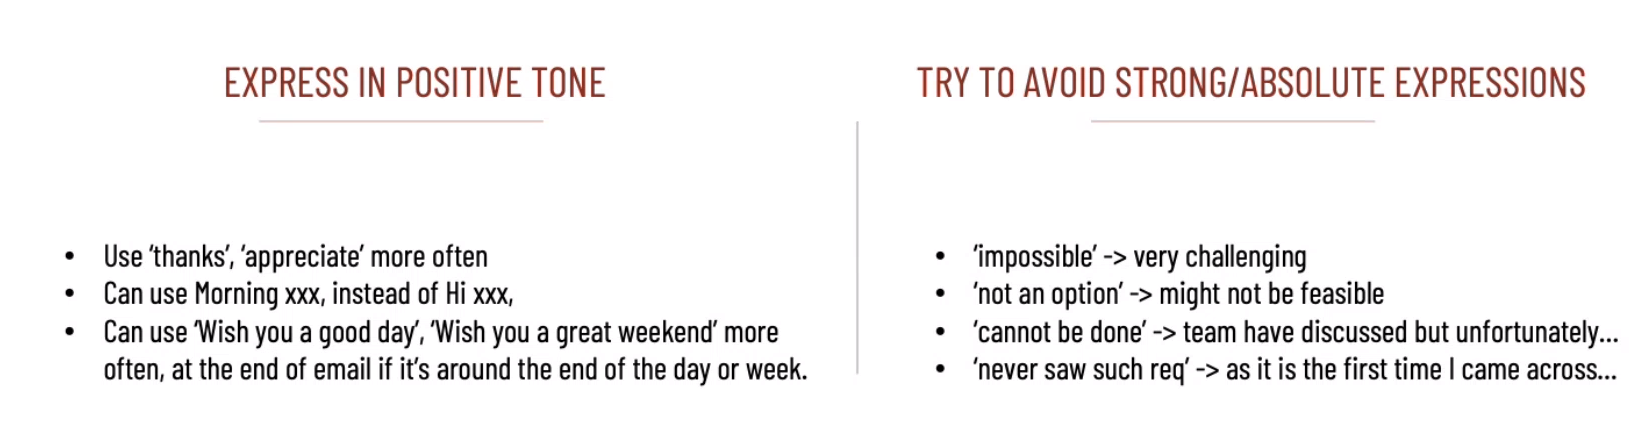 EXPRESS IN POSITIVE TONE
• Use ‘thanks’, ‘appreciate’ more often
• Can use Morning xxx, instead of Hi xxx,
• Can use ‘Wish you a good day’, ‘Wish you a great weekend’ more
often, at the end of email if it’s around the end of the day or week.
TRY TO AVOID STRONG/ABSOLUTE EXPRESSIONS
• ‘impossible’ -> very challenging
• ‘not an option’ -> might not be feasible
• ‘cannot be done’ -> team have discussed but unfortunately...
• ‘never saw such req’ -> as it is the first time I came across...